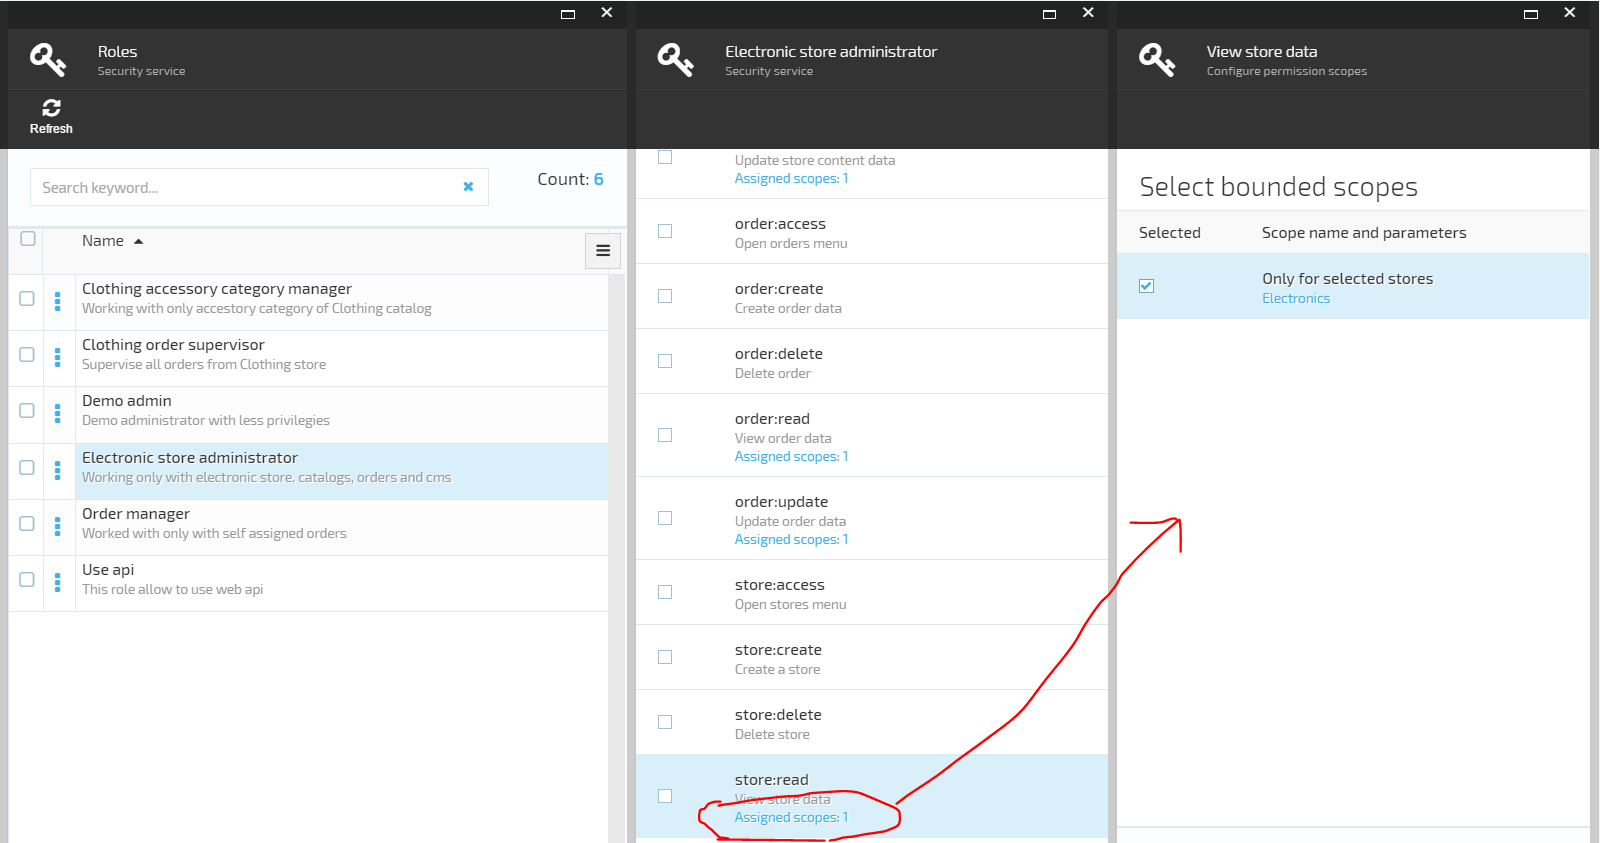 Roles
Security service
Refresh
Search keyword...
Count: 6
Name
Clothing accessory category manager
Working with only accestory category of Clothing catalog
Clothing order supervisor
Supervise all orders from Clothing store
Demo admin
Demo administrator with less privilegies
Electronic store administrator
Working only with electronic store. catalogs, orders and cms
Order manager
Worked with only with self assigned orders
Use api
This role allow to use web api
Electronic store administrator
Security service
Update store content data
Assigned scopes: 1
order:access
Open orders menu
order:create
Create order data
order:delete
Delete order
order:read
View order data
Assigned scopes: 1
order:update
Update order data
Assigned scopes: 1
store:access
Open stores menu
store:create
Create a store
store:delete
Delete store
store:read
View store data
Assigned scopes: 1
View store data
Configure permission scopes
Select bounded scopes
Selected
Scope name and parameters
Only for selected stores
Electronics